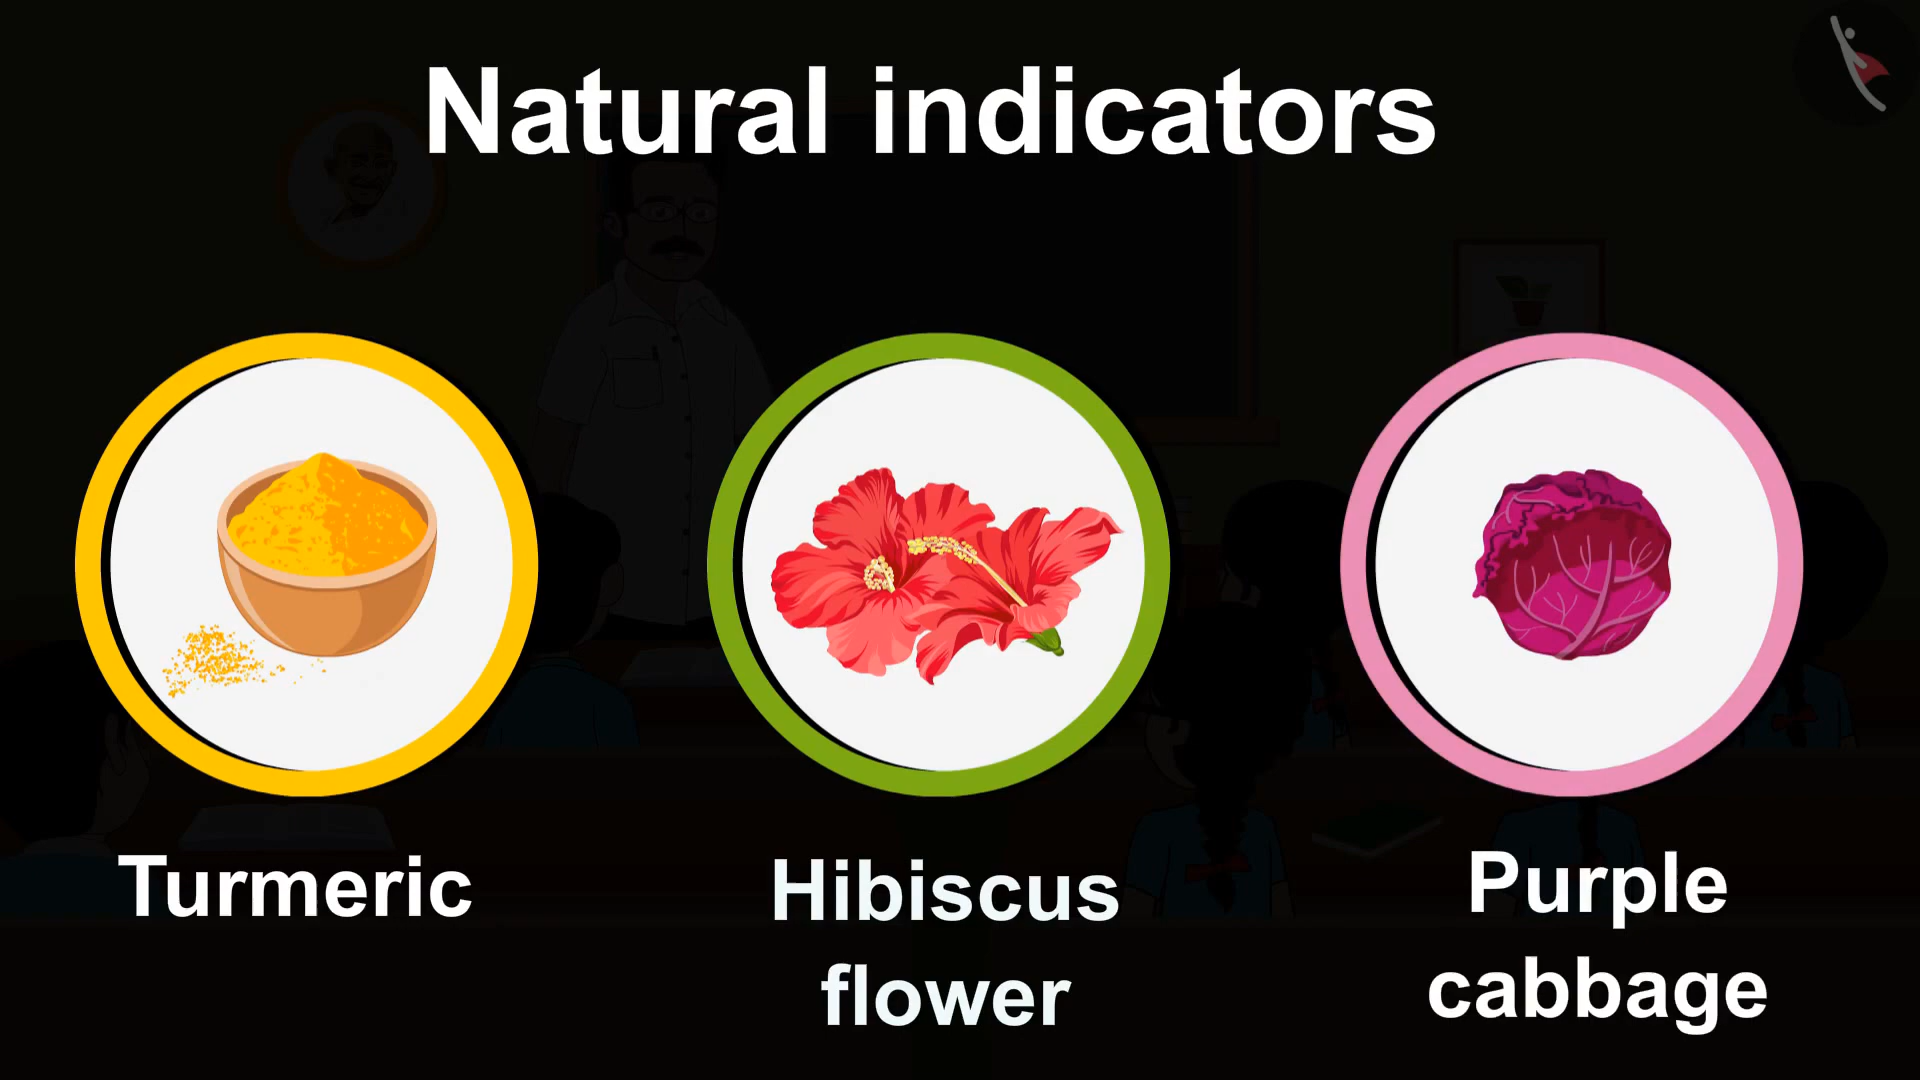 Natural indicators
Turmeric
Hibiscus
flower
Purple
cabbage